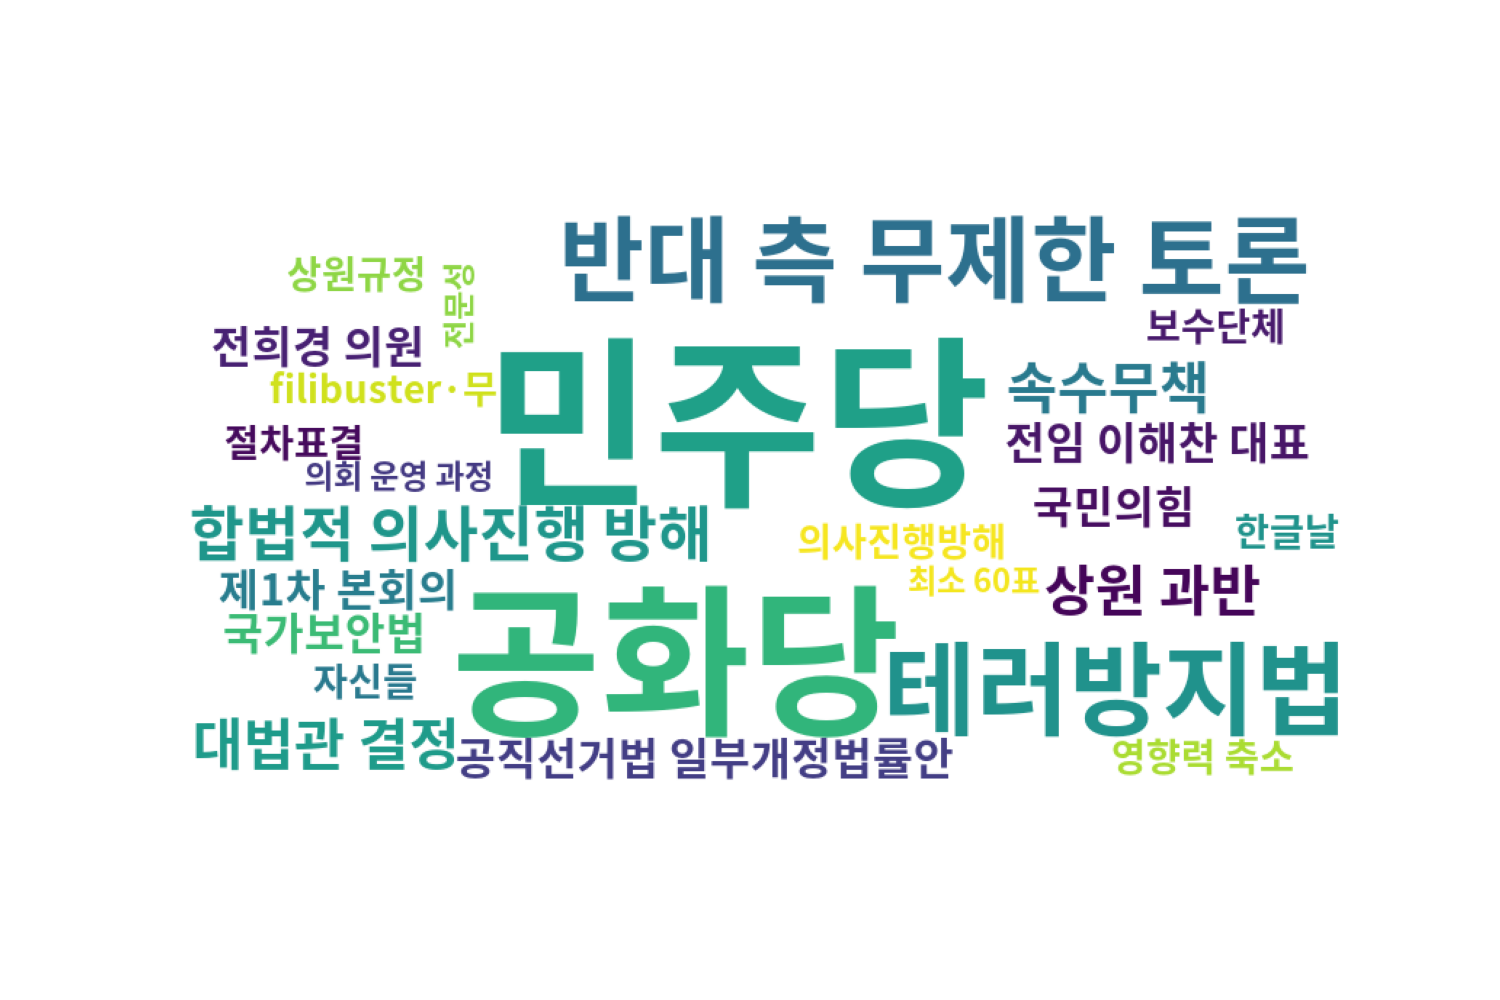 반대 측 무제한 토론
상원규정
전문성
보수단체
전희경 의원
민주당
속수무책
filibuster·무
절차표결
전임 이해찬 대표
의회 운영 과정
국민의힘
합법적 의사진행 방해
의사진행방해
한글날
최소 60표
상원 과반
제1차 본회의
공화당
국가보안법
테러방지법
자신들
대법관 결정
공직선거법 일부개정법률안
영향력 축소